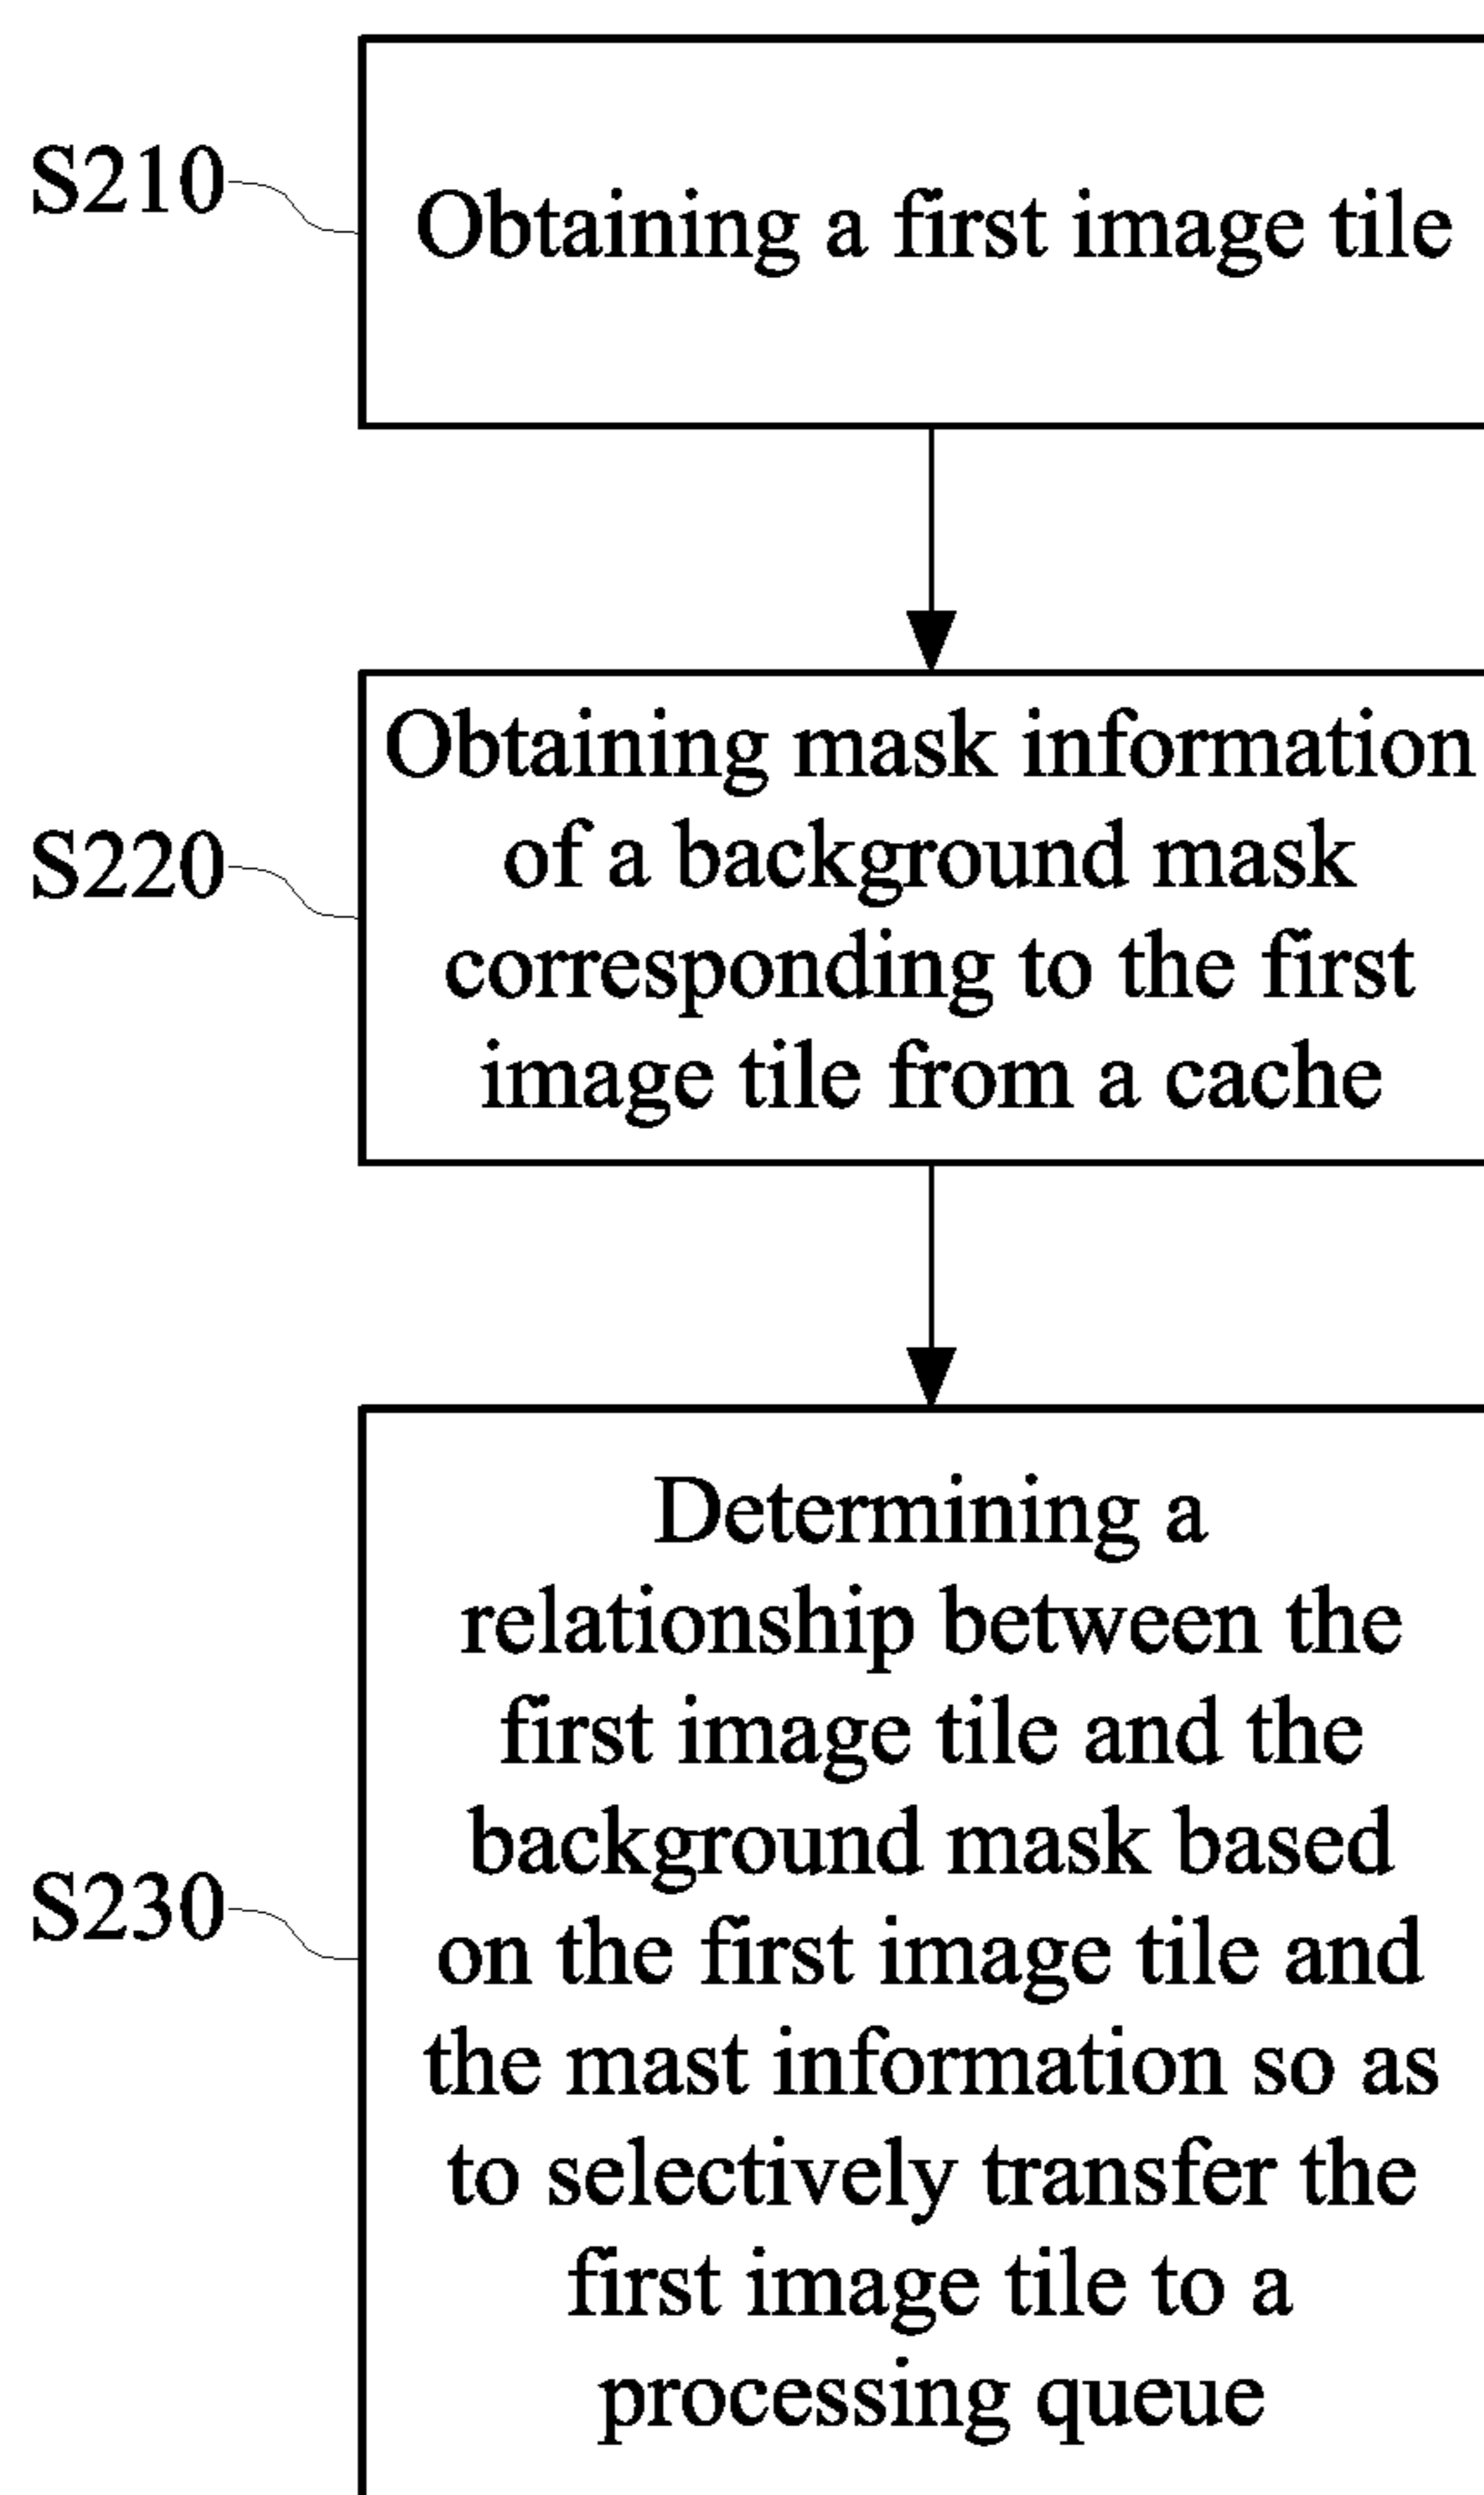 S210
Obtaining a first image tile
S220
Obtaining mask information
of a background mask
corresponding to the first
image tile from a cache
S230
Determining a
relationship between the
first image tile and the
background mask based
on the first image tile and
the mast information so as
to selectively transfer the
first image tile to a
processing queue